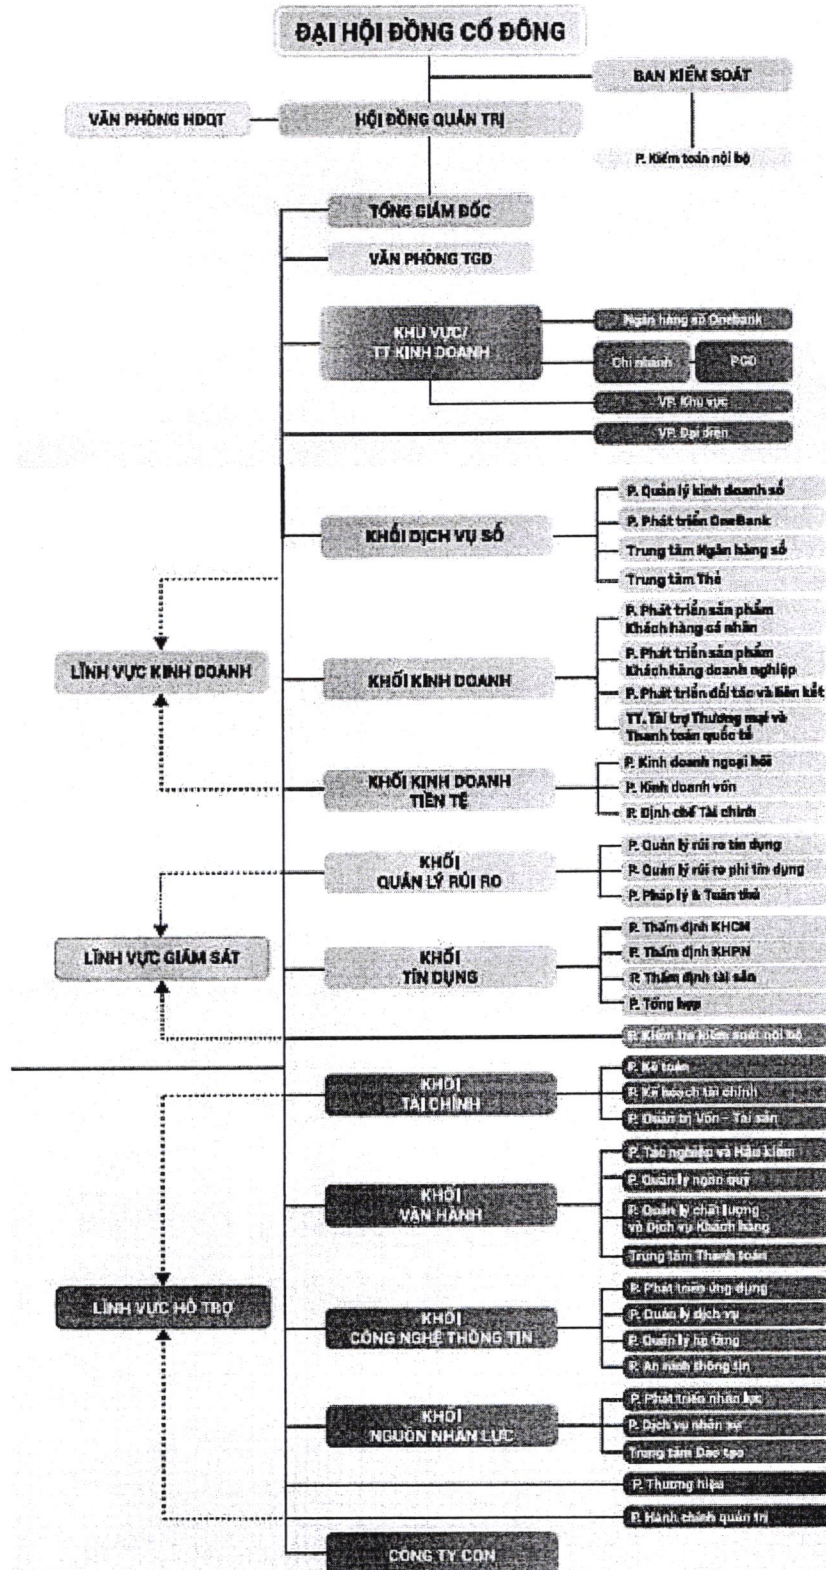 ĐẠI HỘI ĐỒNG CỔ ĐÔNG
BAN KIỂM SOÁT
VĂN PHÒNG HĐQT
HỘI ĐỒNG QUẢN TRỊ
P. Kiểm toán nội bộ
TỔNG GIÁM ĐỐC
VĂN PHÒNG TGĐ
KHU VỰC/
TT KINH DOANH
Ngân hàng số Onebank
Chi nhánh
PGD
VP. Khu vực
VP. Đại diện
KHỐI DỊCH VỤ SỐ
P. Quản lý kinh doanh số
P. Phát triển OneBank
Trung tâm Ngân hàng số
Trung tâm Thẻ
LĨNH VỰC KINH DOANH
KHỐI KINH DOANH
P. Phát triển sản phẩm
Khách hàng cá nhân
P. Phát triển sản phẩm
Khách hàng doanh nghiệp
P. Phát triển đối tác và liên kết
TT. Tài trợ Thương mại và
Thanh toán quốc tế
KHỐI KINH DOANH
TIỀN TỆ
P. Kinh doanh ngoại hối
P. Kinh doanh vốn
P. Định chế Tài chính
KHỐI
QUẢN LÝ RỦI RO
P. Quản lý rủi ro tín dụng
P. Quản lý rủi ro phi tín dụng
P. Pháp lý & Tuân thủ
LĨNH VỰC GIÁM SÁT
KHỐI
TÍN DỤNG
P. Thẩm định KHCN
P. Thẩm định KHPN
P. Thẩm định tài sản
P. Tổng hợp
P. Kiểm tra kiểm soát nội bộ
KHỐI
TÀI CHÍNH
P. Kế toán
P. Kế hoạch tài chính
P. Quản trị Vốn – Tài sản
KHỐI
VẬN HÀNH
P. Tác nghiệp và Hậu kiểm
P. Quản lý ngân quỹ
P. Quản lý chất lượng
và Dịch vụ Khách hàng
Trung tâm Thanh toán
LĨNH VỰC HỖ TRỢ
KHỐI
CÔNG NGHỆ THÔNG TIN
P. Phát triển ứng dụng
P. Quản lý dịch vụ
P. Quản lý hạ tầng
P. An ninh thông tin
KHỐI
NGUỒN NHÂN LỰC
P. Phát triển nhân lực
P. Dịch vụ nhân sự
Trung tâm Đào tạo
P. Thương hiệu
P. Hành chính quản trị
CÔNG TY CON